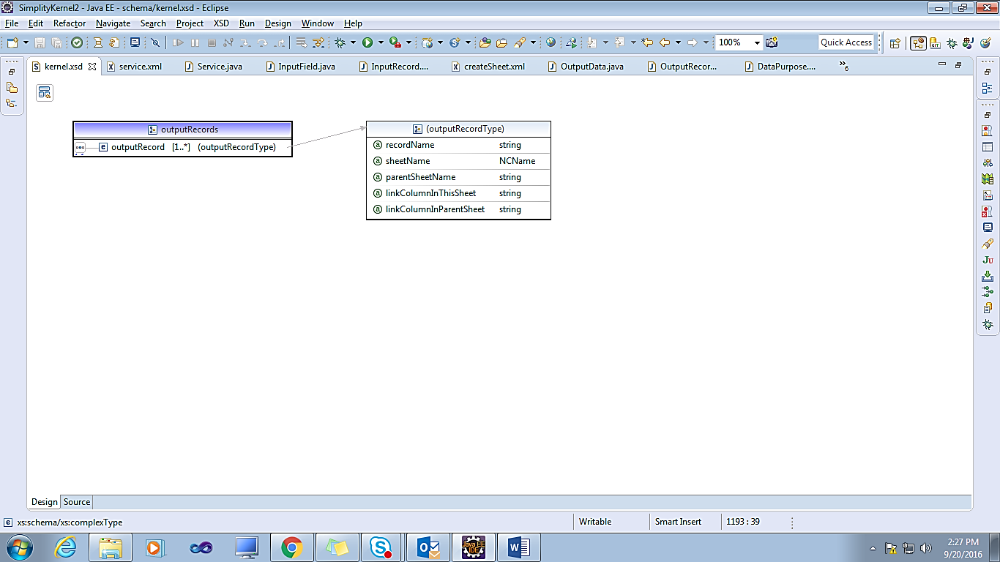 SimplityKernel2 - Java EE - schema/kernel.xsd - Eclipse
File Edit Refactor Navigate Search Project XSD Run Design Window Help
100% Quick Access
kernel.xsd service.xml Service.java InputField.java InputRecord.... createSheet.xml OutputData.java OutputRecor... DataPurpose.... »6
outputRecords
outputRecord [1..*] (outputRecordType)
(outputRecordType)
recordName string
sheetName NCName
parentSheetName string
linkColumnInThisSheet string
linkColumnInParentSheet string
Design Source
xs:schema/xs:complexType Writable Smart Insert 1193 : 39
2:27 PM
9/20/2016